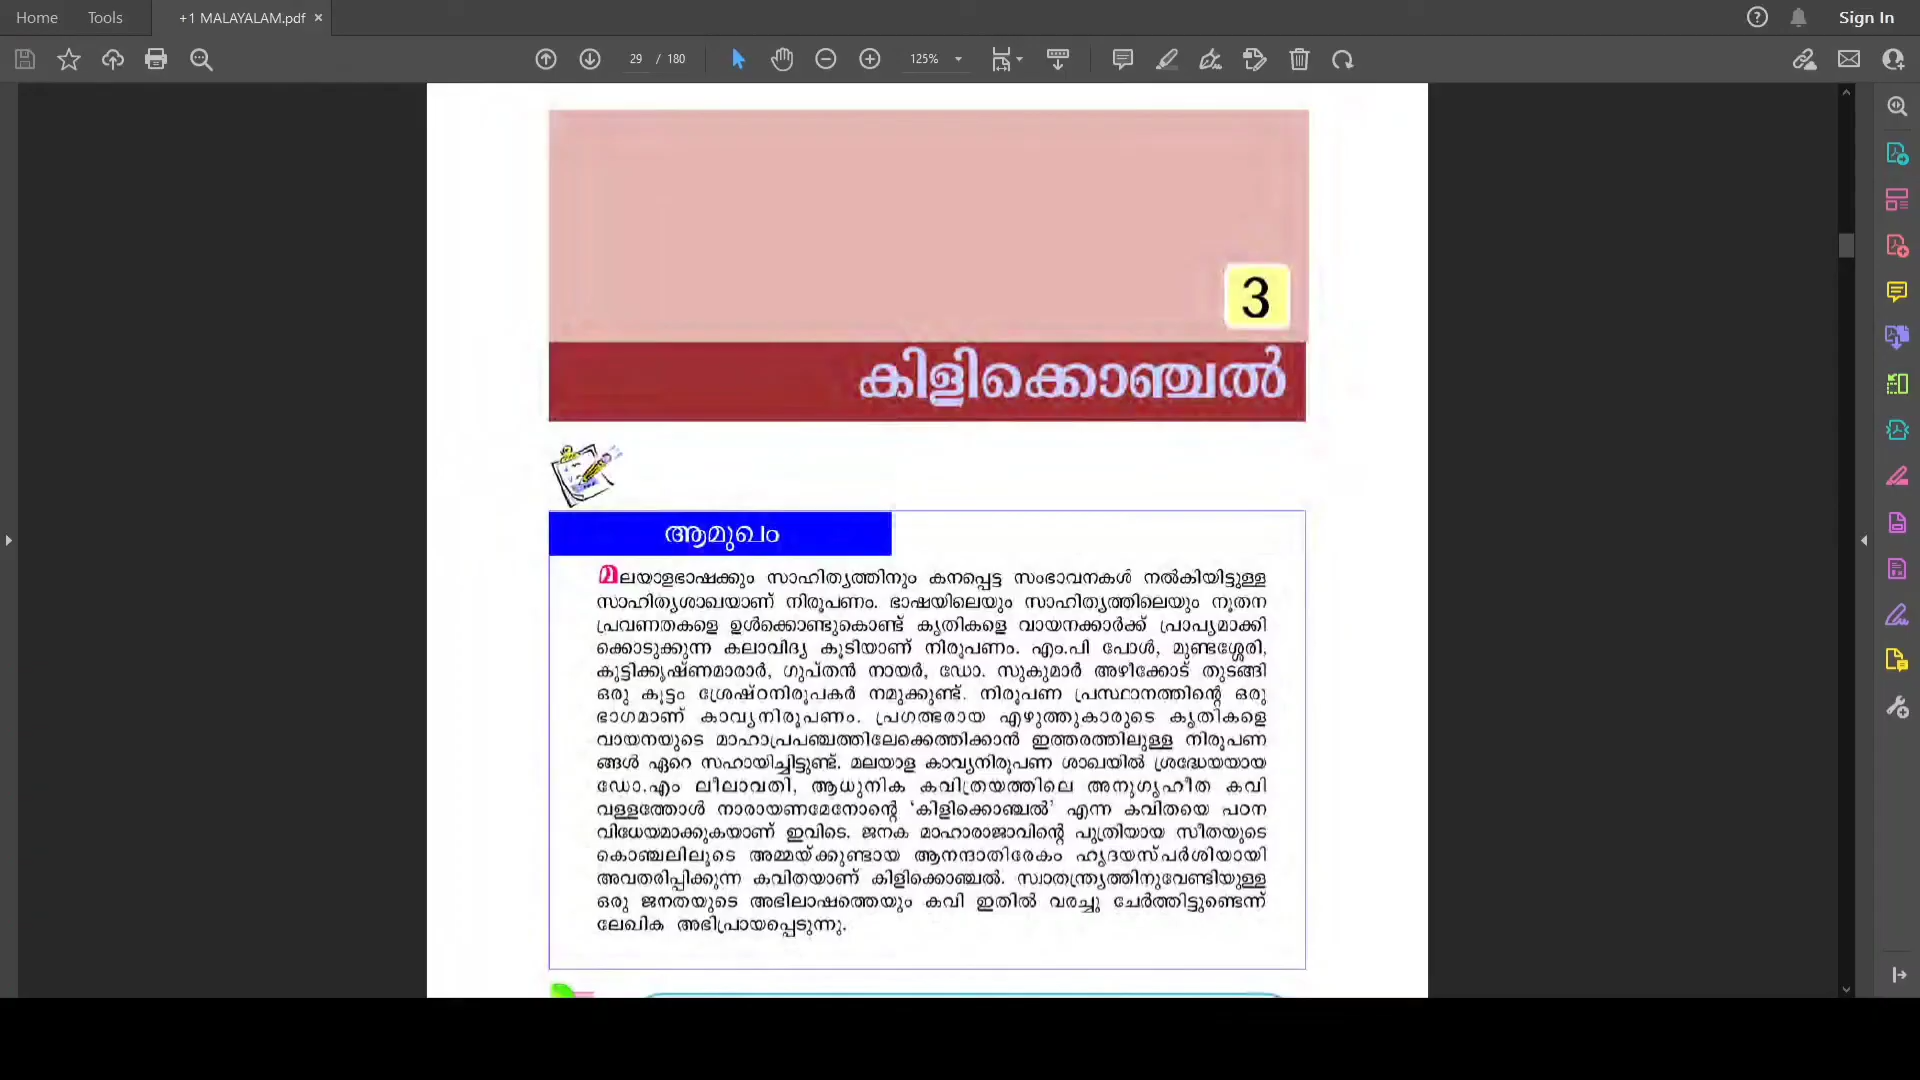 Home Tools +1 MALAYALAM.pdf × Sign In
29 / 180 125%
3
കിളിക്കൊഞ്ചൽ
ആമുഖം
മലയാളഭാഷക്കും സാഹിത്യത്തിനും കനപ്പെട്ട സംഭാവനകൾ നൽകിയിട്ടുള്ള
സാഹിത്യശാഖയാണ് നിരൂപണം. ഭാഷയിലെയും സാഹിത്യത്തിലെയും നൂതന
പ്രവണതകളെ ഉൾക്കൊണ്ടുകൊണ്ട് കൃതികളെ വായനക്കാർക്ക് പ്രാപ്യമാക്കി
ക്കൊടുക്കുന്ന കലാവിദ്യ കൂടിയാണ് നിരൂപണം. എം.പി പോൾ, മുണ്ടശ്ശേരി,
കുട്ടിക്കൃഷ്ണമാരാർ, ഗുപ്തൻ നായർ, ഡോ. സുകുമാർ അഴീക്കോട് തുടങ്ങി
ഒരു കൂട്ടം ശ്രേഷ്ഠനിരൂപകർ നമുക്കുണ്ട്. നിരൂപണ പ്രസ്ഥാനത്തിന്റെ ഒരു
ഭാഗമാണ് കാവ്യനിരൂപണം. പ്രഗത്ഭരായ എഴുത്തുകാരുടെ കൃതികളെ
വായനയുടെ മാഹാപ്രപഞ്ചത്തിലേക്കെത്തിക്കാൻ ഇത്തരത്തിലുള്ള നിരൂപണ
ങ്ങൾ ഏറെ സഹായിച്ചിട്ടുണ്ട്. മലയാള കാവ്യനിരൂപണ ശാഖയിൽ ശ്രദ്ധേയയായ
ഡോ.എം ലീലാവതി, ആധുനിക കവിത്രയത്തിലെ അനുഗൃഹീത കവി
വള്ളത്തോൾ നാരായണമേനോന്റെ 'കിളിക്കൊഞ്ചൽ' എന്ന കവിതയെ പഠന
വിധേയമാക്കുകയാണ് ഇവിടെ. ജനക മാഹാരാജാവിന്റെ പുത്രിയായ സീതയുടെ
കൊഞ്ചലിലൂടെ അമ്മയ്ക്കുണ്ടായ ആനന്ദാതിരേകം ഹൃദയസ്പർശിയായി
അവതരിപ്പിക്കുന്ന കവിതയാണ് കിളിക്കൊഞ്ചൽ. സ്വാതന്ത്ര്യത്തിനുവേണ്ടിയുള്ള
ഒരു ജനതയുടെ അഭിലാഷത്തെയും കവി ഇതിൽ വരച്ചു ചേർത്തിട്ടുണ്ടെന്ന്
ലേഖിക അഭിപ്രായപ്പെടുന്നു.